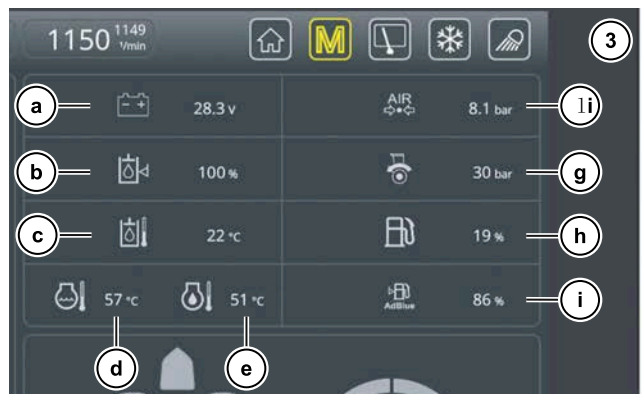 1150 1149 1/min M 3
a - + 28.3 v AIR 8.1 bar 1i
b 100 % 30 bar g
c 22 °C 19 % h
57 °C 51 °C AdBlue 86 % i
d e